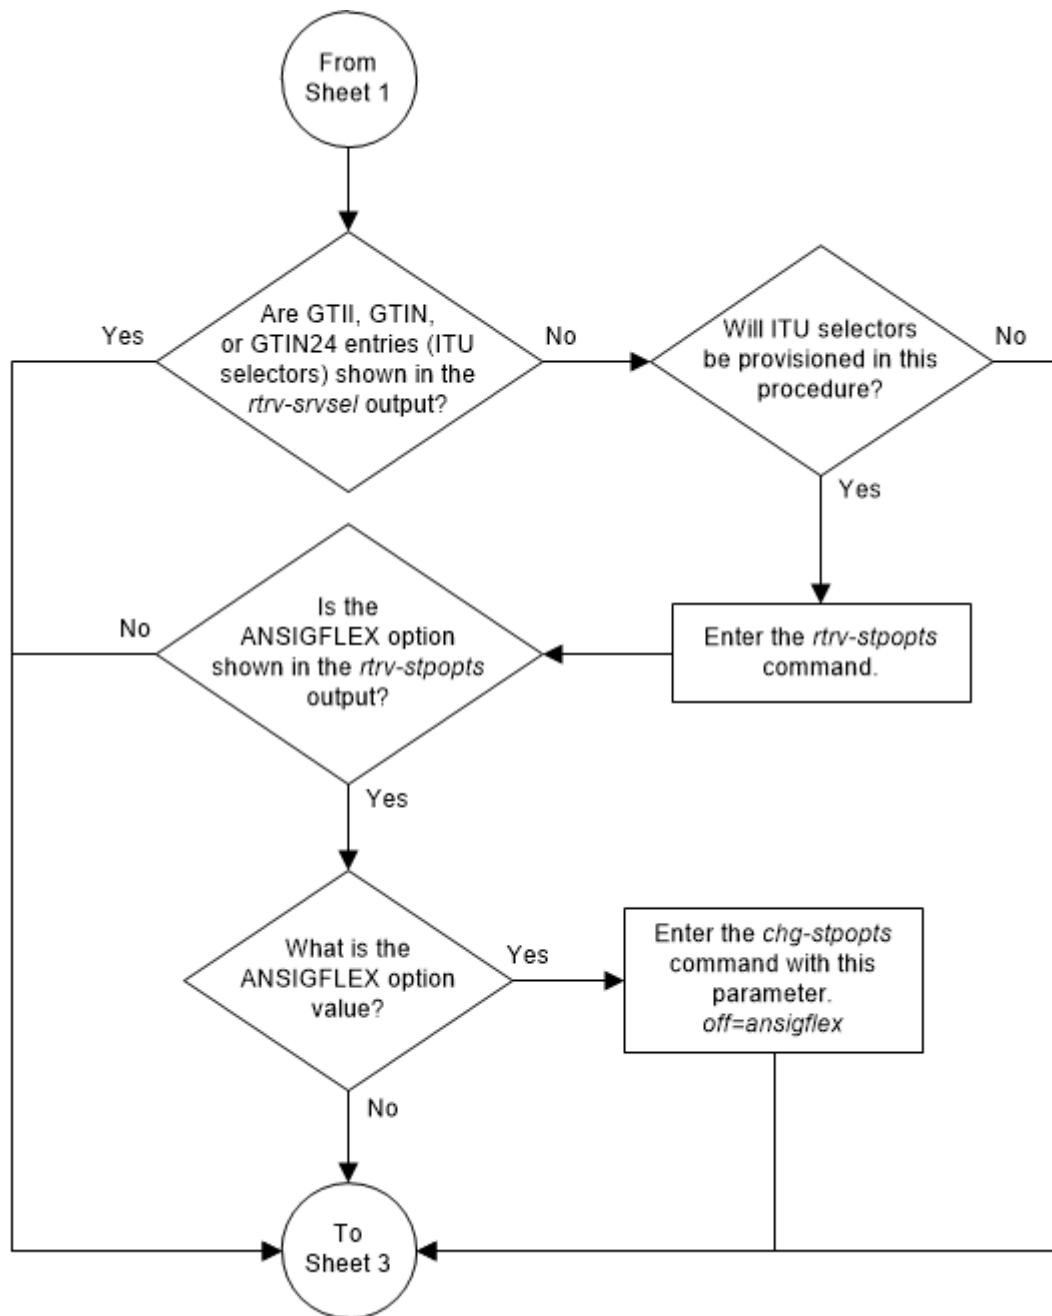 From
Sheet 1
Are GTII, GTIN,
or GTIN24 entries (ITU
selectors) shown in the
rtrv-srvsel output?
Yes
No
Will ITU selectors
be provisioned in this
procedure?
No
Yes
Enter the rtrv-stpopts
command.
Is the
ANSIGFLEX option
shown in the rtrv-stpopts
output?
No
Yes
What is the
ANSIGFLEX option
value?
Yes
Enter the chg-stpopts
command with this
parameter.
off=ansigflex
No
To
Sheet 3